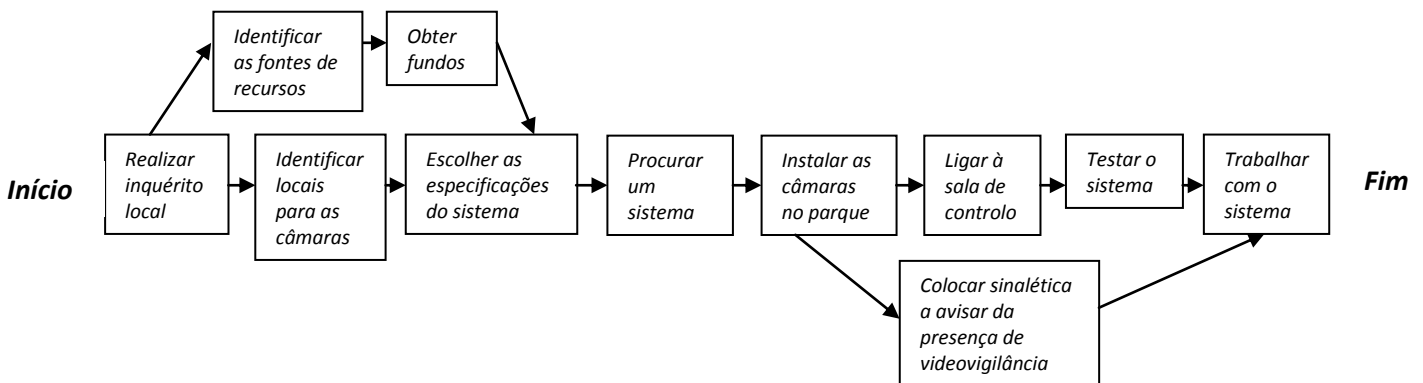 Identificar
as fontes de
recursos
Obter
fundos
Início
Realizar
inquérito
local
Identificar
locais
para as
câmaras
Escolher as
especificações
do sistema
Procurar
um
sistema
Instalar as
câmaras
no parque
Ligar à
sala de
controlo
Testar o
sistema
Trabalhar
com o
sistema
Fim
Colocar sinalética
a avisar da
presença de
videovigilância